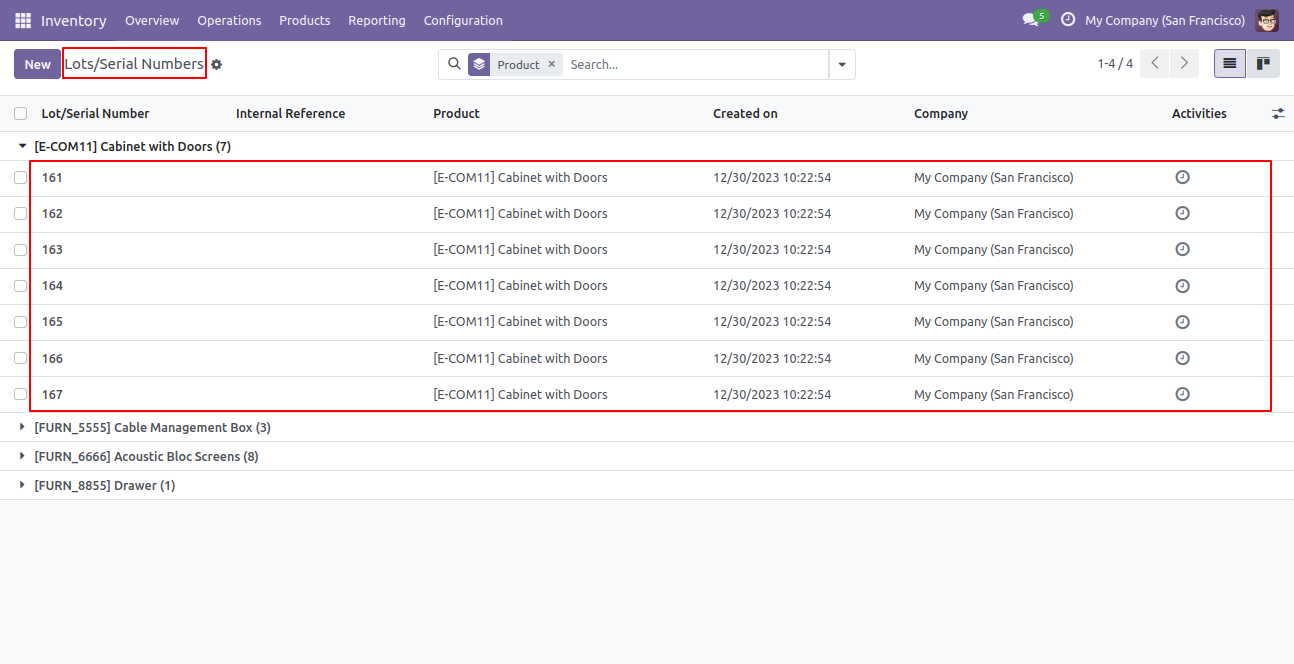 Inventory Overview Operations Products Reporting Configuration 5 My Company (San Francisco)
New Lots/Serial Numbers Product × Search... 1-4 / 4
Lot/Serial Number Internal Reference Product Created on Company Activities
[E-COM11] Cabinet with Doors (7)
161 [E-COM11] Cabinet with Doors 12/30/2023 10:22:54 My Company (San Francisco)
162 [E-COM11] Cabinet with Doors 12/30/2023 10:22:54 My Company (San Francisco)
163 [E-COM11] Cabinet with Doors 12/30/2023 10:22:54 My Company (San Francisco)
164 [E-COM11] Cabinet with Doors 12/30/2023 10:22:54 My Company (San Francisco)
165 [E-COM11] Cabinet with Doors 12/30/2023 10:22:54 My Company (San Francisco)
166 [E-COM11] Cabinet with Doors 12/30/2023 10:22:54 My Company (San Francisco)
167 [E-COM11] Cabinet with Doors 12/30/2023 10:22:54 My Company (San Francisco)
[FURN_5555] Cable Management Box (3)
[FURN_6666] Acoustic Bloc Screens (8)
[FURN_8855] Drawer (1)